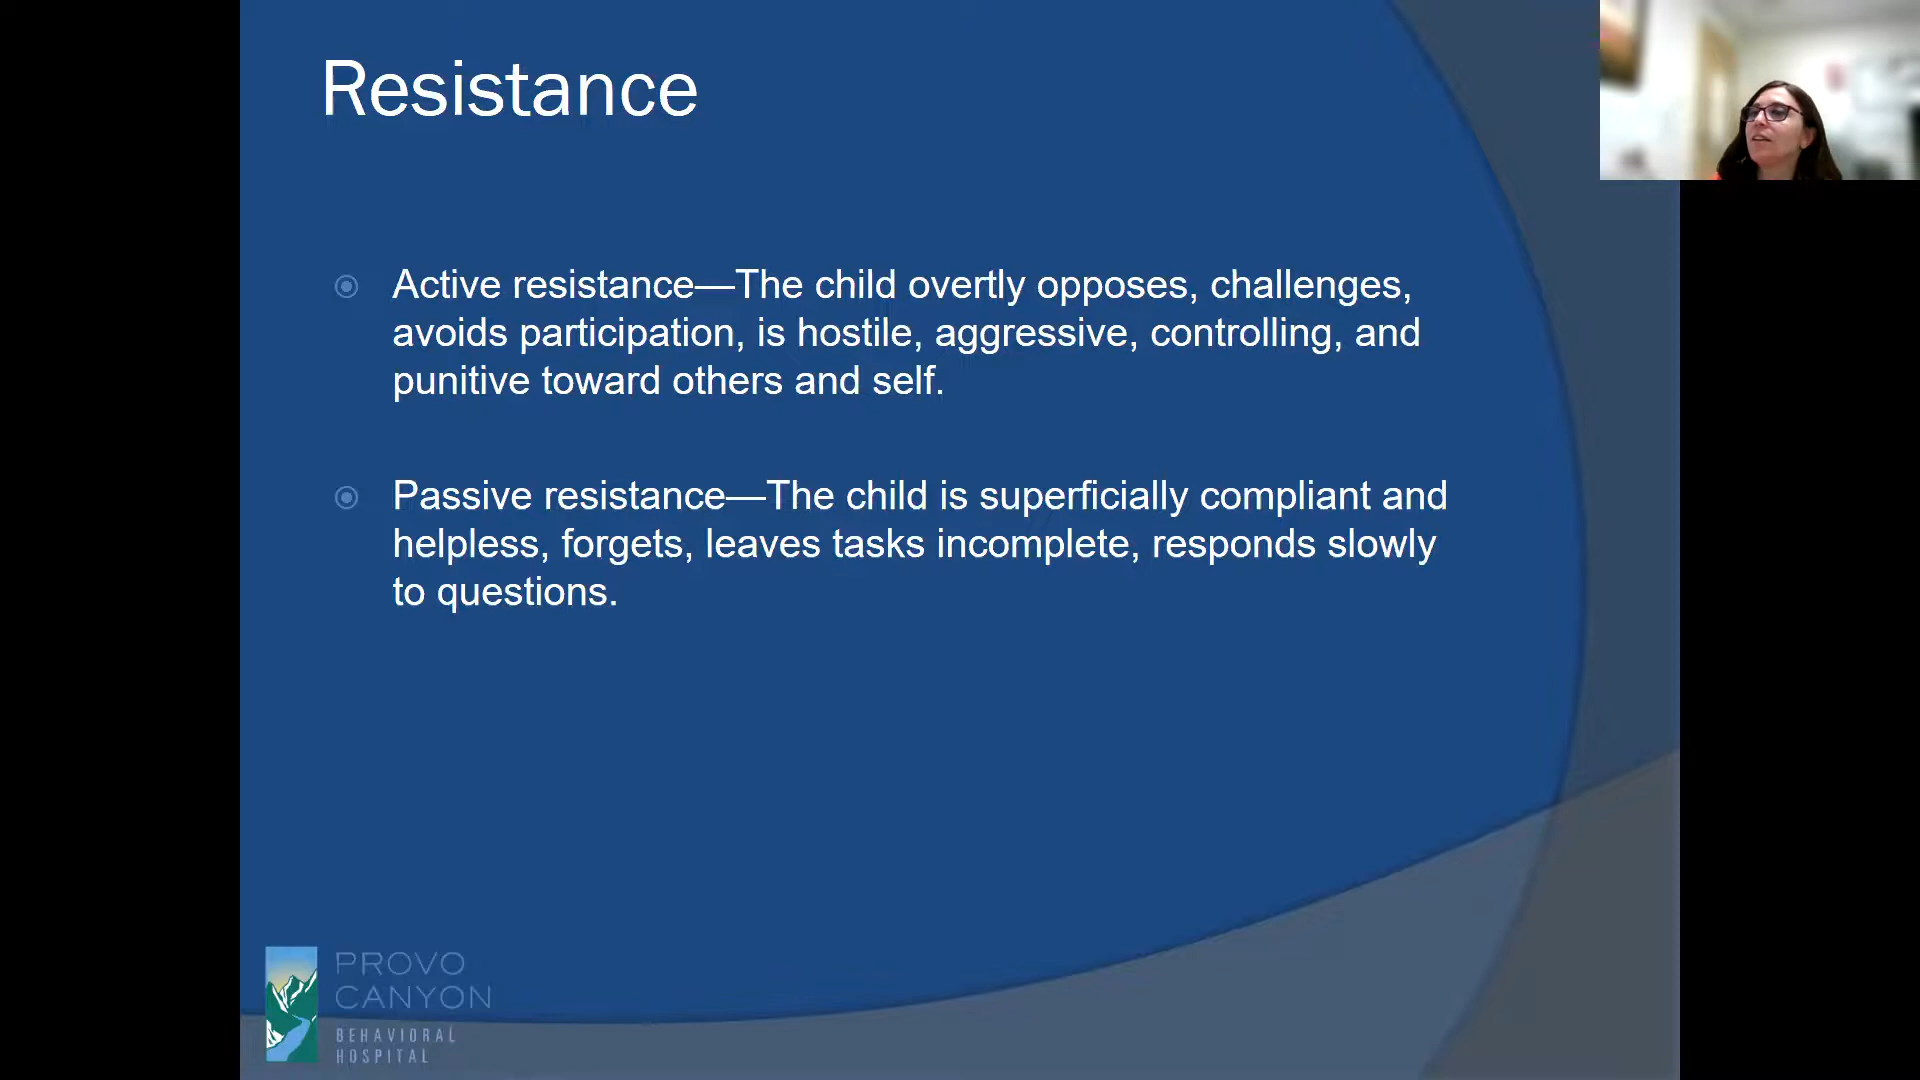 Resistance
Active resistance—The child overtly opposes, challenges,
avoids participation, is hostile, aggressive, controlling, and
punitive toward others and self.
Passive resistance—The child is superficially compliant and
helpless, forgets, leaves tasks incomplete, responds slowly
to questions.
PROVO
CANYON
BEHAVIORAL
HOSPITAL